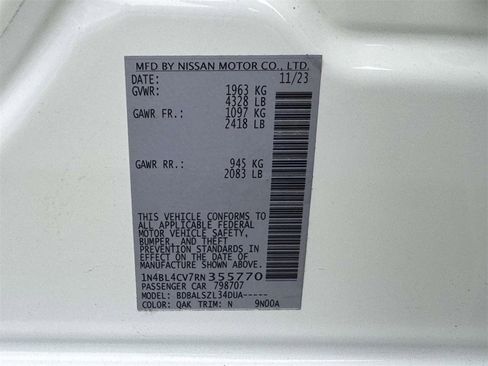 MFD BY NISSAN MOTOR CO., LTD.
DATE: 11/23
GVWR: 1963 KG
4328 LB
GAWR FR.: 1097 KG
2418 LB
GAWR RR.: 945 KG
2083 LB
THIS VEHICLE CONFORMS TO
ALL APPLICABLE FEDERAL
MOTOR VEHICLE SAFETY,
BUMPER, AND THEFT
PREVENTION STANDARDS
IN EFFECT ON THE DATE OF
MANUFACTURE SHOWN ABOVE.
1N4BL4CV7RN355770
PASSENGER CAR 798707
MODEL: BDBALSZL34DUA-----
COLOR: QAK TRIM: N 9N00A